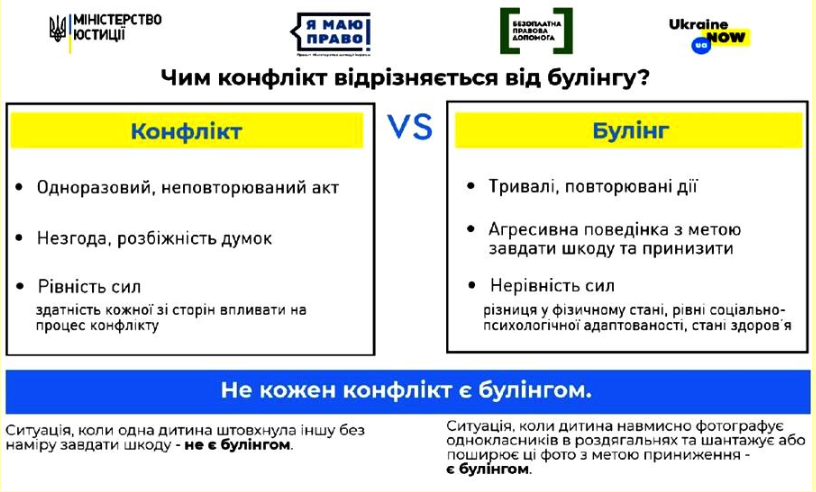 МІНІСТЕРСТВО
ЮСТИЦІЇ
Я МАЮ
ПРАВО!
БЕЗОПЛАТНА
ПРАВОВА
ДОПОМОГА
Ukraine
NOW
ua
Чим конфлікт відрізняється від булінгу?
Конфлікт
• Одноразовий, неповторюваний акт
• Незгода, розбіжність думок
• Рівність сил
здатність кожної зі сторін впливати на
процес конфлікту
VS
Булінг
• Тривалі, повторювані дії
• Агресивна поведінка з метою
завдати шкоду та принизити
• Нерівність сил
різниця у фізичному стані, рівні соціально-
психологічної адаптованості, стані здоров´я
Не кожен конфлікт є булінгом.
Ситуація, коли одна дитина штовхнула іншу без
наміру завдати шкоду - не є булінгом.
Ситуація, коли дитина навмисно фотографує
однокласників в роздягальнях та шантажує або
поширює ці фото з метою приниження -
є булінгом.